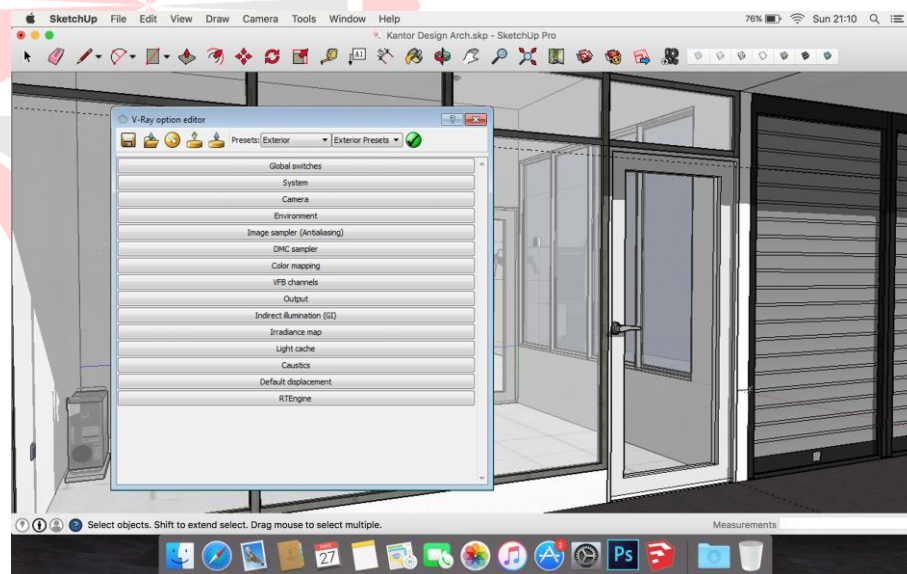 SketchUp File Edit View Draw Camera Tools Window Help 76% Sun 21:10
Kantor Design Arch.skp - SketchUp Pro
V-Ray option editor
Presets: Exterior Exterior Presets
Global switches
System
Camera
Environment
Image sampler (Antialiasing)
DMC sampler
Color mapping
VFB channels
Output
Indirect illumination (GI)
Irradiance map
Light cache
Caustics
Default displacement
RTEngine
Select objects. Shift to extend select. Drag mouse to select multiple. Measurements
27
2
Ps